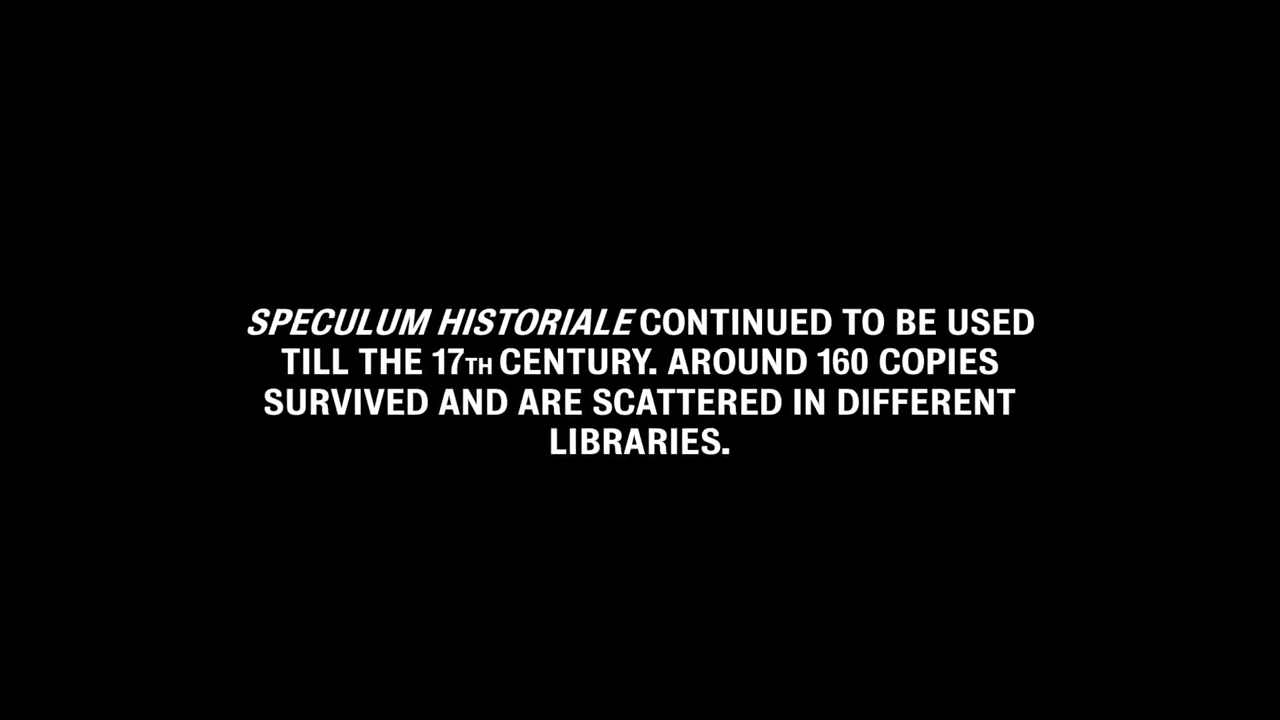 SPECULUM HISTORIALE CONTINUED TO BE USED
TILL THE 17TH CENTURY. AROUND 160 COPIES
SURVIVED AND ARE SCATTERED IN DIFFERENT
LIBRARIES.